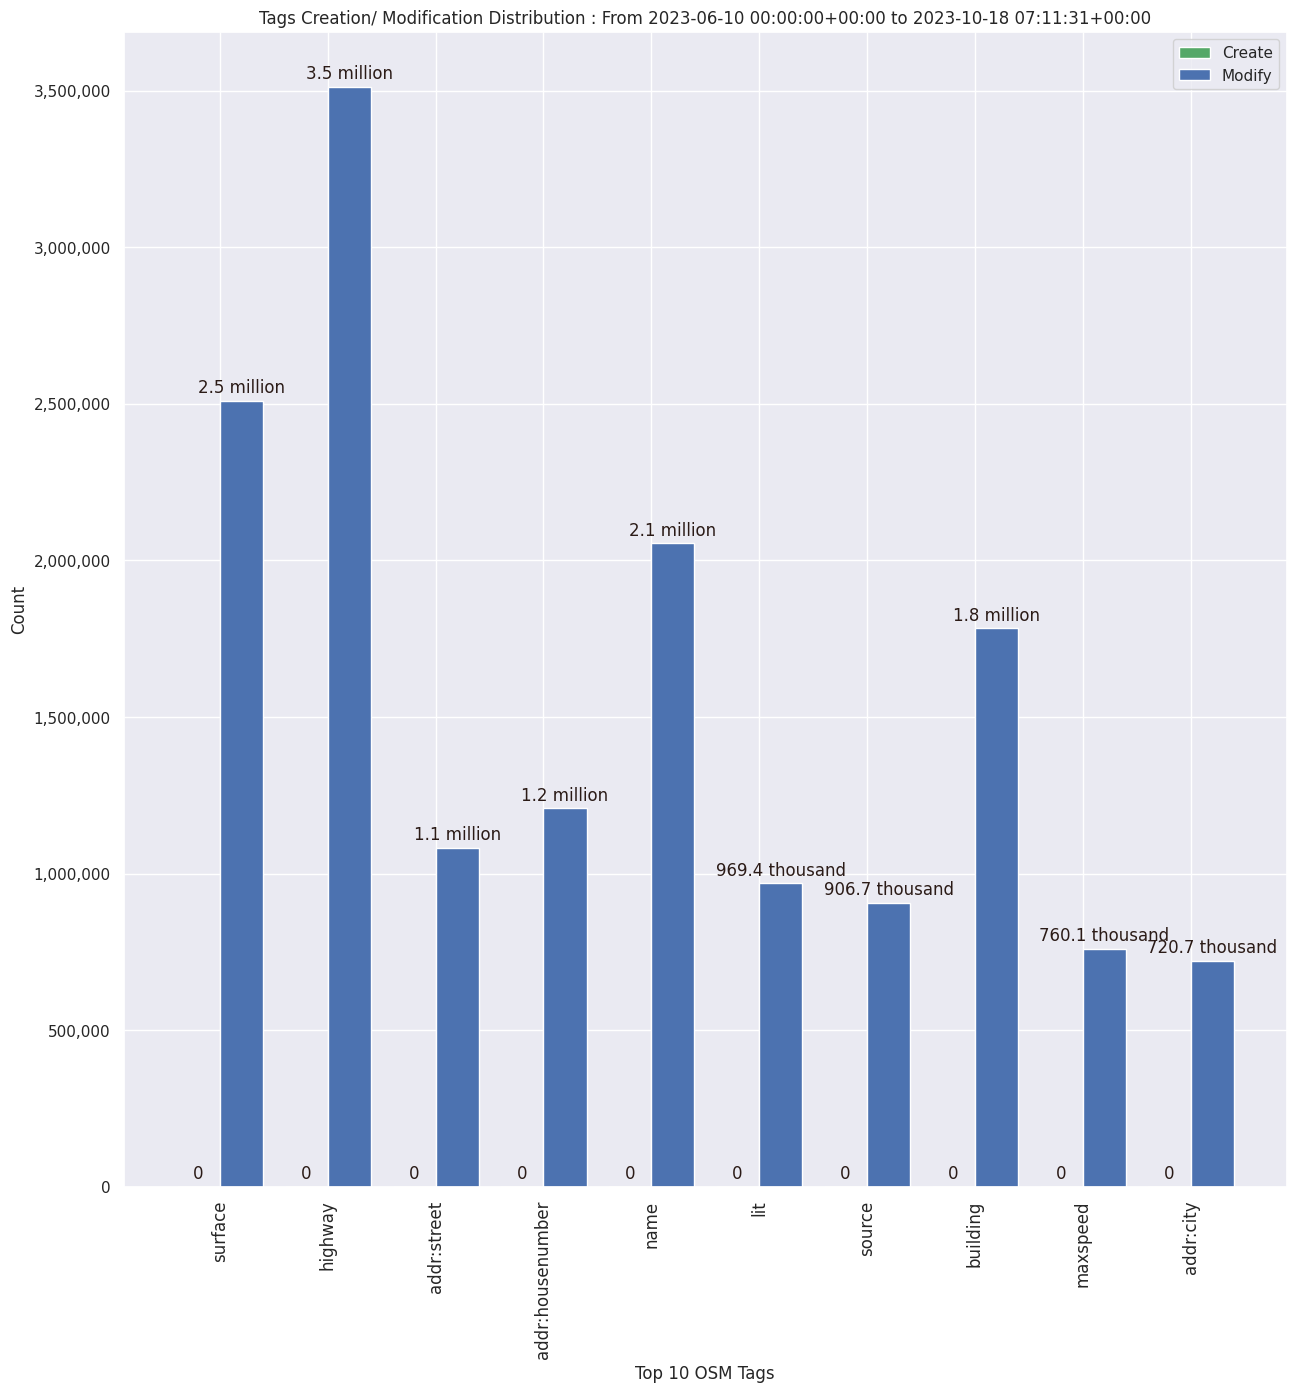 Tags Creation/ Modification Distribution : From 2023-06-10 00:00:00+00:00 to 2023-10-18 07:11:31+00:00
Create
Modify
3,500,000
3,000,000
2,500,000
2,000,000
1,500,000
1,000,000
500,000
0
Count
2.5 million
3.5 million
1.1 million
1.2 million
2.1 million
969.4 thousand
906.7 thousand
1.8 million
760.1 thousand
720.7 thousand
0
0
0
0
0
0
0
0
0
0
surface
highway
addr:street
addr:housenumber
name
lit
source
building
maxspeed
addr:city
Top 10 OSM Tags